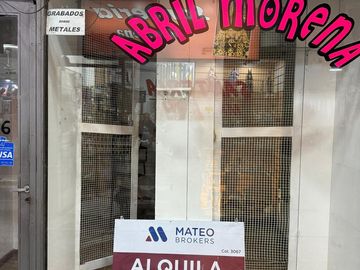 GRABADOS
sobre
METALES
ABRIL MORENA
6
VISA
MATEO
BROKERS
Col. 3067
ALQUILA